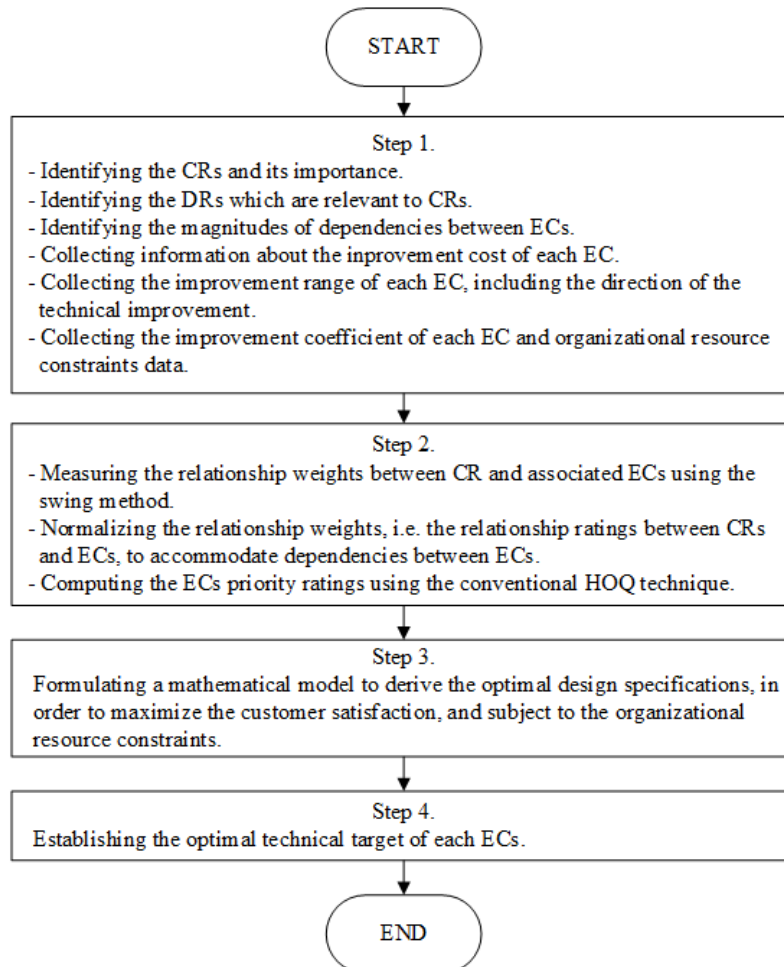 START
Step 1.
- Identifying the CRs and its importance.
- Identifying the DRs which are relevant to CRs.
- Identifying the magnitudes of dependencies between ECs.
- Collecting information about the inprovement cost of each EC.
- Collecting the improvement range of each EC, including the direction of the
technical improvement.
- Collecting the improvement coefficient of each EC and organizational resource
constraints data.
Step 2.
- Measuring the relationship weights between CR and associated ECs using the
swing method.
- Normalizing the relationship weights, i.e. the relationship ratings between CRs
and ECs, to accommodate dependencies between ECs.
- Computing the ECs priority ratings using the conventional HOQ technique.
Step 3.
Formulating a mathematical model to derive the optimal design specifications, in
order to maximize the customer satisfaction, and subject to the organizational
resource constraints.
Step 4.
Establishing the optimal technical target of each ECs.
END